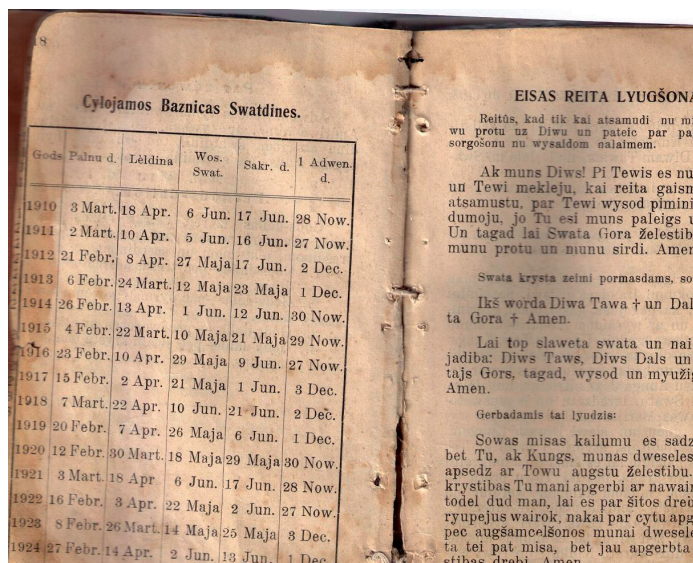 18
Cylojamos Baznicas Swatdines.
Gods Palnu d. Lèldina Wos. Swat. Sakr. d. 1 Adwen. d.
1910 3 Mart. 18 Apr. 6 Jun. 17 Jun. 28 Now.
1911 2 Mart. 10 Apr. 5 Jun. 16 Jun. 27 Now.
1912 21 Febr. 8 Apr. 27 Maja 17 Jun. 2 Dec.
1913 6 Febr. 24 Mart. 12 Maja 23 Maja 1 Dec.
1914 26 Febr. 13 Apr. 1 Jun. 12 Jun. 30 Now.
1915 4 Febr. 22 Mart. 10 Maja 21 Maja 29 Now.
1916 23 Febr. 10 Apr. 29 Maja 9 Jun. 27 Now.
1917 15 Febr. 2 Apr. 21 Maja 1 Jun. 3 Dec.
1918 7 Mart. 22 Apr. 10 Jun. 21 Jun. 2 Dec.
1919 20 Febr. 7 Apr. 26 Maja 6 Jun. 1 Dec.
1920 12 Febr. 30 Mart. 18 Maja 29 Maja 30 Now.
1921 3 Mart. 18 Apr 6 Jun. 17 Jun. 28 Now.
1922 16 Febr. 3 Apr. 22 Maja 2 Jun. 27 Now.
1923 8 Febr. 26 Mart. 14 Maja 25 Maja 3 Dec.
1924 27 Febr. 14 Apr. 2 Jun. 13 Jun. 1 Dec.
EISAS REITA LYUGŠONA
Reitûs, kad tik kai atsamudi nu mi
wu protu uz Diwu un pateic par pa
sorgošonu nu wysaidom nalaimem.
Ak muns Diws! Pi Tewis es nu
un Tewi mekleju, kai reita gaism
atsamustu, par Tewi wysod pimini
dumoju, jo Tu esi muns paleigs u
Un tagad lai Swata Gora želestib
munu protu un munu sirdi. Amen
Swata krysta zeimi pormasdams, so
Ikš worda Diwa Tawa † un Dal
ta Gora † Amen.
Lai top slaweta swata un nai
jadiba: Diws Taws, Diws Dals un
tajs Gors, tagad, wysod un myužig
Amen.
Gerbadamis tai lyudzis:
Sowas misas kailumu es sadz
bet Tu, ak Kungs, munas dweseles
apsedz ar Towu augstu želestibu.
krystibas Tu mani apgerbi ar nawain
todel dud man, lai es par šitos dreb
ryupejus wairok, nakai par cytu apg
pec augšamcelšonos munai dwesele
ta tei pat misa, bet jau apgerbta
stibas drebi. Amen.